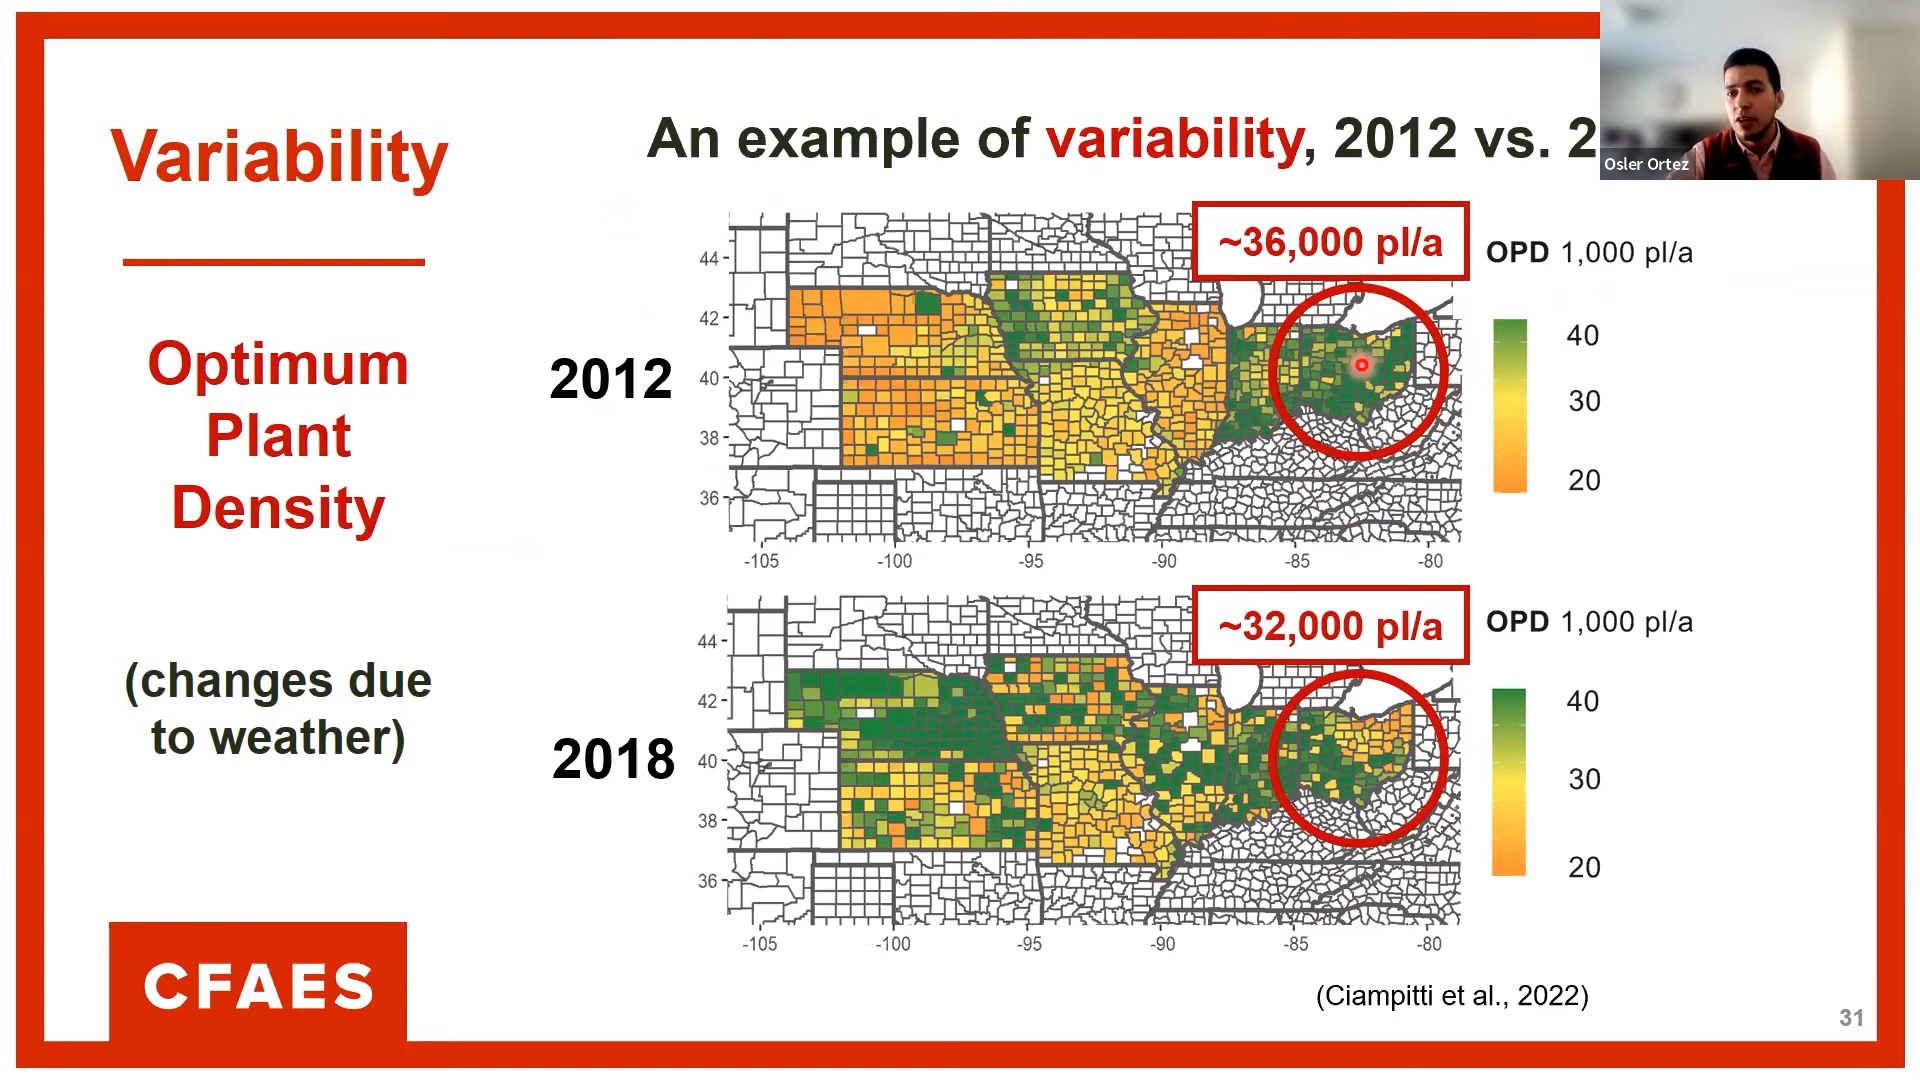 Variability
Optimum
Plant
Density
(changes due
to weather)
CFAES
An example of variability, 2012 vs. 2
Osler Ortez
~36,000 pl/a
OPD 1,000 pl/a
40
30
20
2012
44
42
40
38
36
-105 -100 -95 -90 -85 -80
~32,000 pl/a
OPD 1,000 pl/a
40
30
20
2018
44
42
40
38
36
-105 -100 -95 -90 -85 -80
(Ciampitti et al., 2022)
31